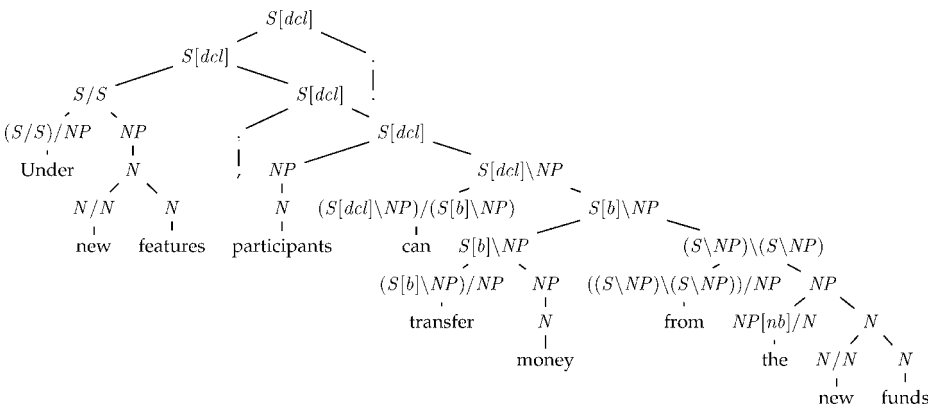 S[dcl]
S[dcl] .
S/S S[dcl] .
(S/S)/NP NP , S[dcl]
Under N , NP S[dcl]\NP
N/N N N (S[dcl]\NP)/(S[b]\NP) S[b]\NP
new features participants can S[b]\NP (S\NP)\(S\NP)
(S[b]\NP)/NP NP ((S\NP)\(S\NP))/NP NP
transfer N from NP[nb]/N N
money the N/N N
new funds